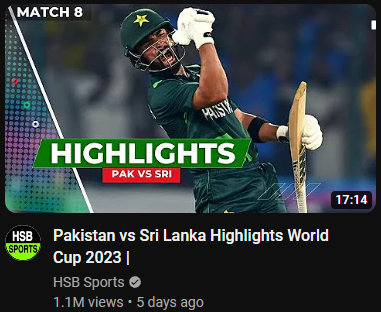 MATCH 8
PAKISTAN
HIGHLIGHTS
PAK VS SRI
17:14
HSB
SPORTS
Pakistan vs Sri Lanka Highlights World
Cup 2023 |
HSB Sports
1.1M views • 5 days ago